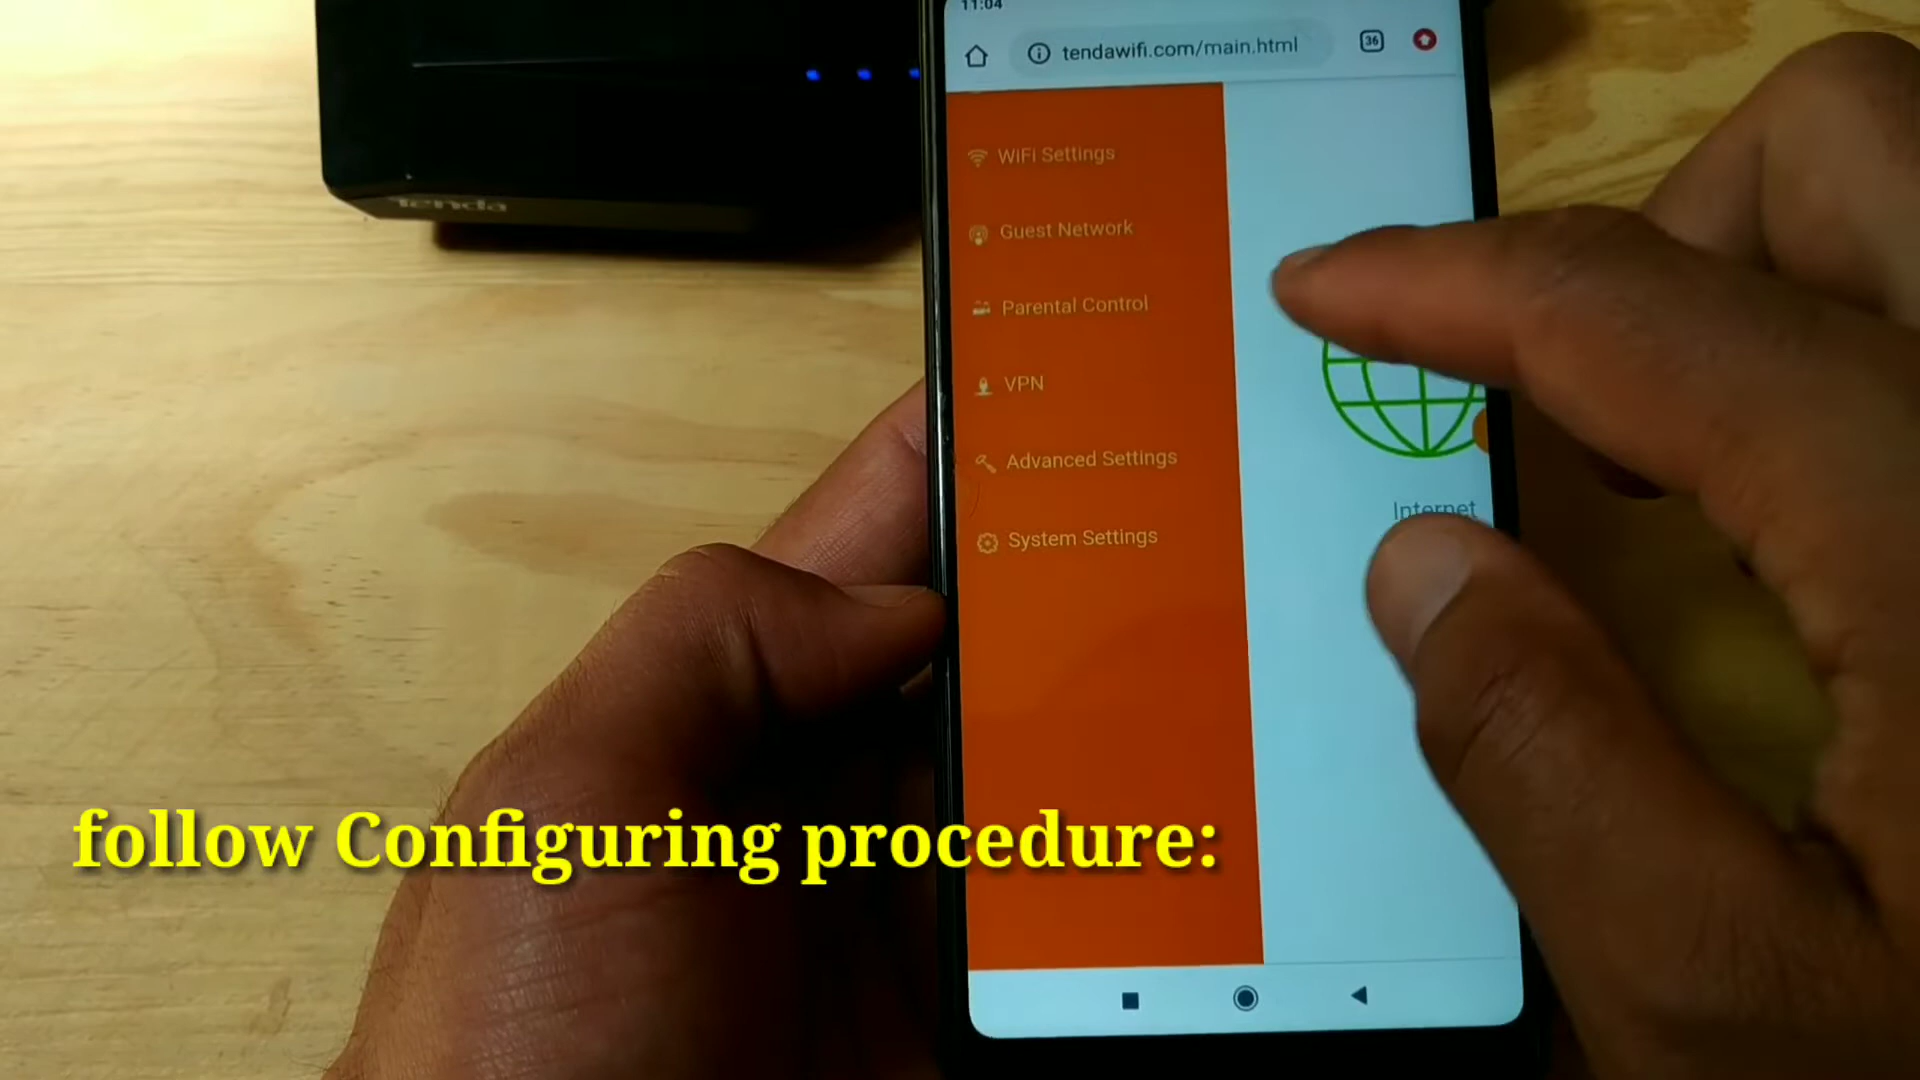 11:04
tendawifi.com/main.html
36
Tenda
WiFi Settings
Guest Network
Parental Control
VPN
Advanced Settings
System Settings
Internet
follow Configuring procedure: